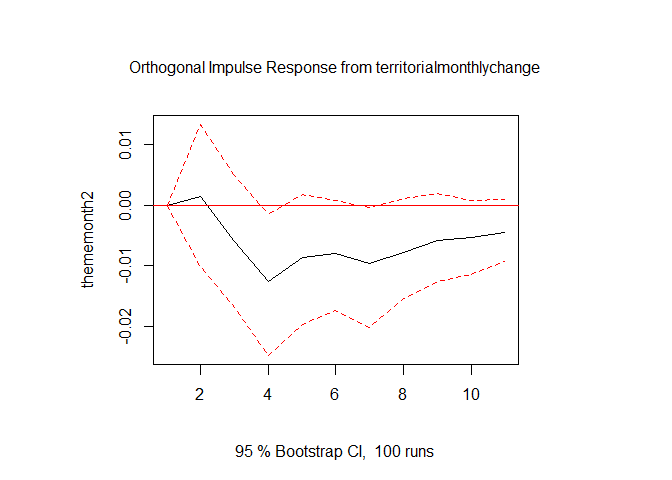 Orthogonal Impulse Response from territorialmonthlychange
thememonth2
0.01
0.00
-0.01
-0.02
2 4 6 8 10
95 % Bootstrap CI, 100 runs